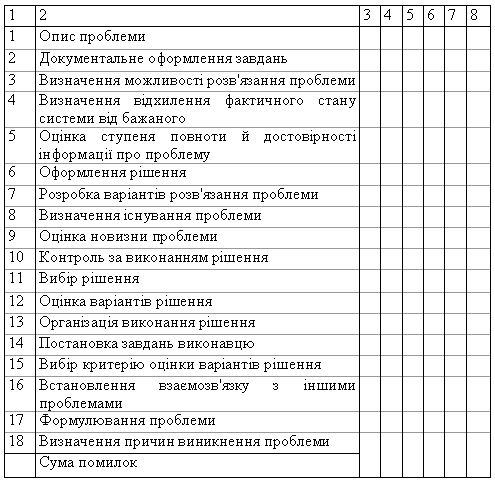 1 2 3 4 5 6 7 8
1 Опис проблеми
2 Документальне оформлення завдань
3 Визначення можливості розв'язання проблеми
4 Визначення відхилення фактичного стану
системи від бажаного
5 Оцінка ступеня повноти й достовірності
інформації про проблему
6 Оформлення рішення
7 Розробка варіантів розв'язання проблеми
8 Визначення існування проблеми
9 Оцінка новизни проблеми
10 Контроль за виконанням рішення
11 Вибір рішення
12 Оцінка варіантів рішення
13 Організація виконання рішення
14 Постановка завдань виконавцю
15 Вибір критерію оцінки варіантів рішення
16 Встановлення взаємозв'язку з іншими
проблемами
17 Формулювання проблеми
18 Визначення причин виникнення проблеми
Сума помилок